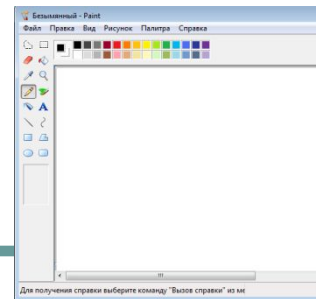 Безымянный - Paint
Файл Правка Вид Рисунок Палитра Справка
A
Для получения справки выберите команду "Вызов справки" из ме